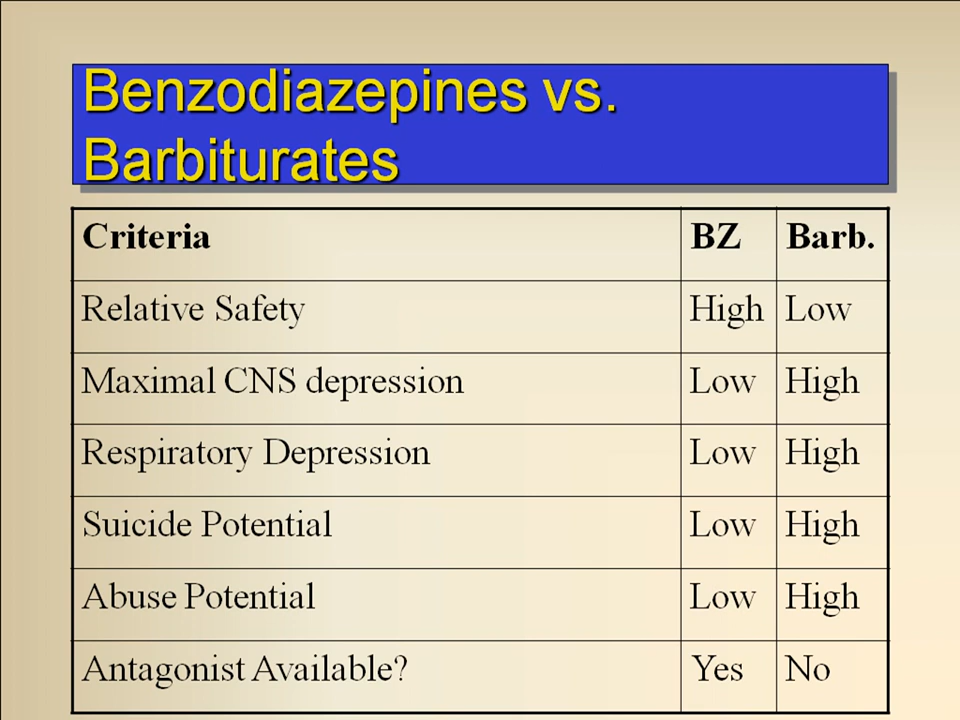 Benzodiazepines vs.
Barbiturates
Criteria BZ Barb.
Relative Safety High Low
Maximal CNS depression Low High
Respiratory Depression Low High
Suicide Potential Low High
Abuse Potential Low High
Antagonist Available? Yes No